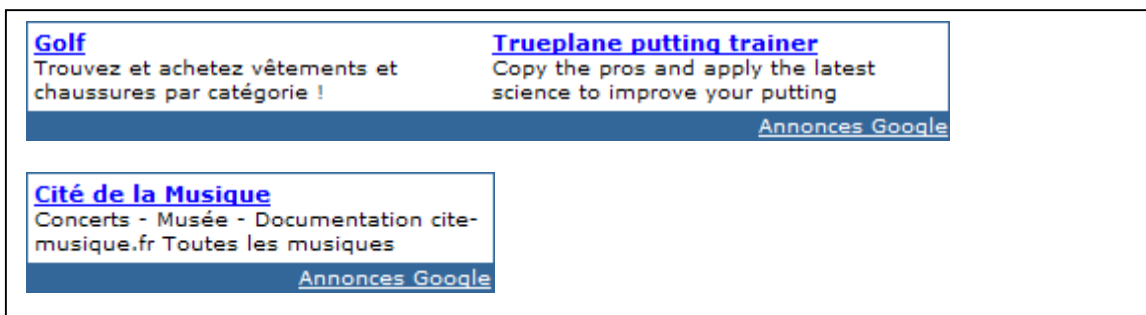 Golf
Trouvez et achetez vêtements et
chaussures par catégorie !
Trueplane putting trainer
Copy the pros and apply the latest
science to improve your putting
Annonces Google
Cité de la Musique
Concerts - Musée - Documentation cite-
musique.fr Toutes les musiques
Annonces Google